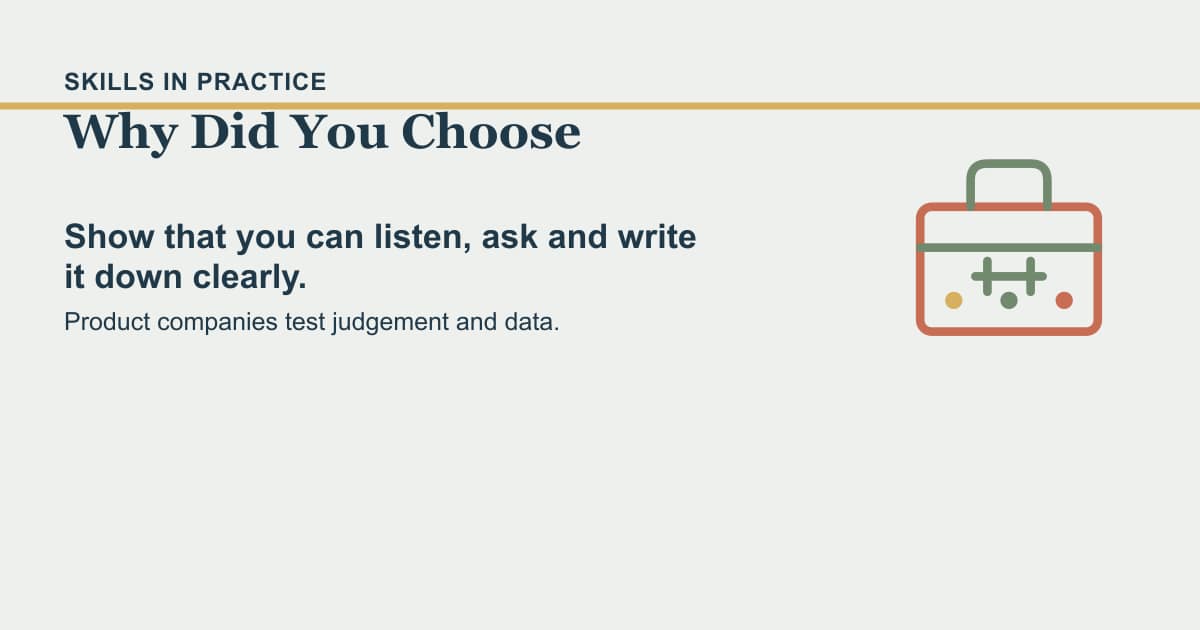 SKILLS IN PRACTICE
Why Did You Choose
Show that you can listen, ask and write
it down clearly.
Product companies test judgement and data.